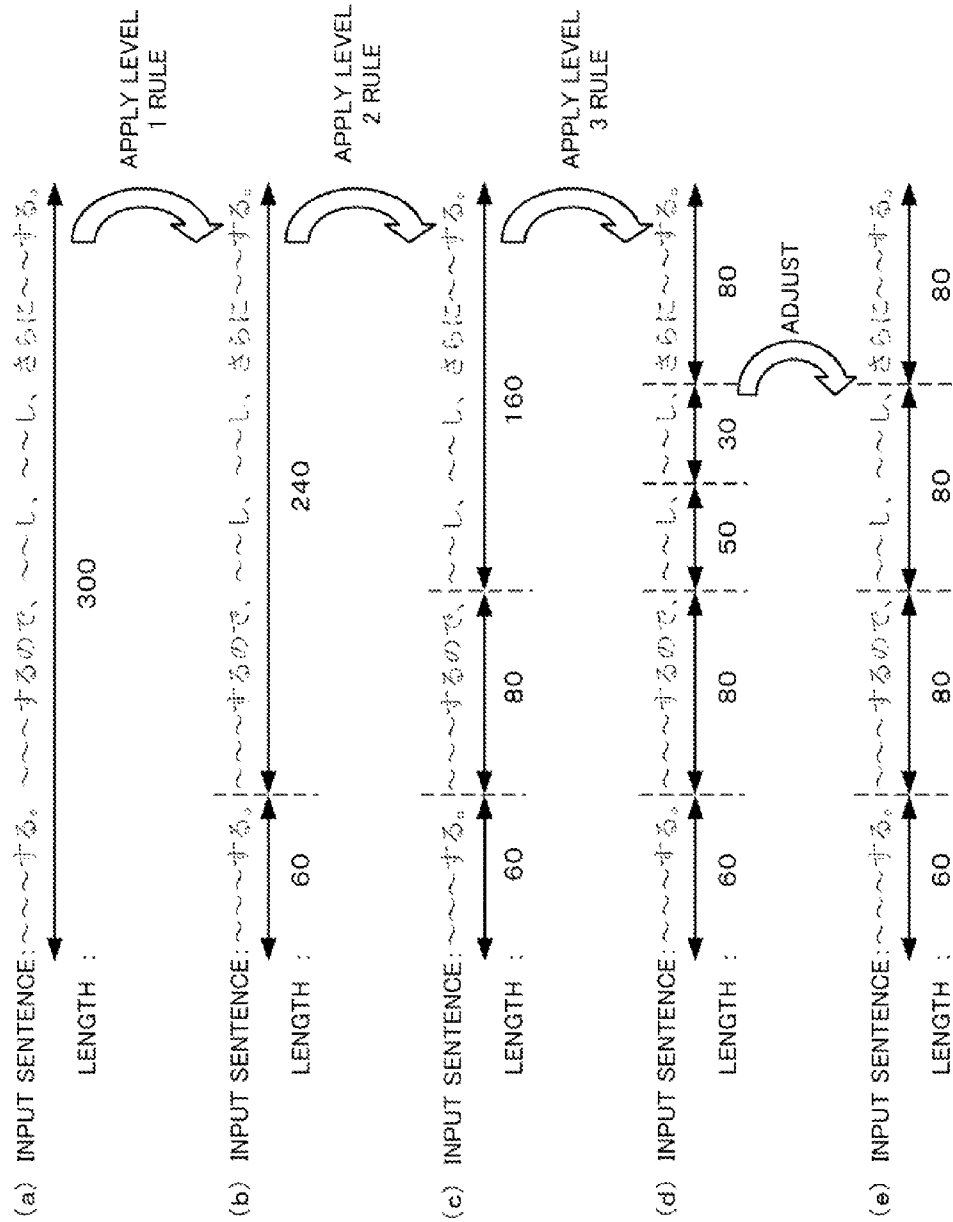 (a) INPUT SENTENCE:~~~~する。 ~~~~するので、 ~~し、 ~~し、 さらに~~する。
LENGTH :
300
APPLY LEVEL
1 RULE
(b) INPUT SENTENCE:~~~~する。 ~~~~するので、 ~~し、 ~~し、 さらに~~する。
LENGTH :
60 240
APPLY LEVEL
2 RULE
(c) INPUT SENTENCE:~~~~する。 ~~~~するので、 ~~し、 ~~し、 さらに~~する。
LENGTH :
60 80 160
APPLY LEVEL
3 RULE
(d) INPUT SENTENCE:~~~~する。 ~~~~するので、 ~~し、 ~~し、 さらに~~する。
LENGTH :
60 80 50 30 80
ADJUST
(e) INPUT SENTENCE:~~~~する。 ~~~~するので、 ~~し、 ~~し、 さらに~~する。
LENGTH :
60 80 80 80